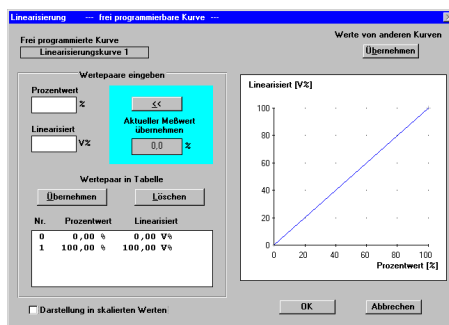 Linearisierung --- frei programmierbare Kurve ---
Frei programmierte Kurve
Linearisierungskurve 1
Werte von anderen Kurven
Übernehmen
Wertepaare eingeben
Prozentwert
%
<<
Aktueller Meßwert
übernehmen
0,0 %
Linearisiert
V%
Wertepaar in Tabelle
Übernehmen Löschen
Nr. Prozentwert Linearisiert
0 0,00 % 0,00 V%
1 100,00 % 100,00 V%
Darstellung in skalierten Werten
Linearisiert [V%]
100
80
60
40
20
0
0 20 40 60 80 100
Prozentwert [%]
OK Abbrechen